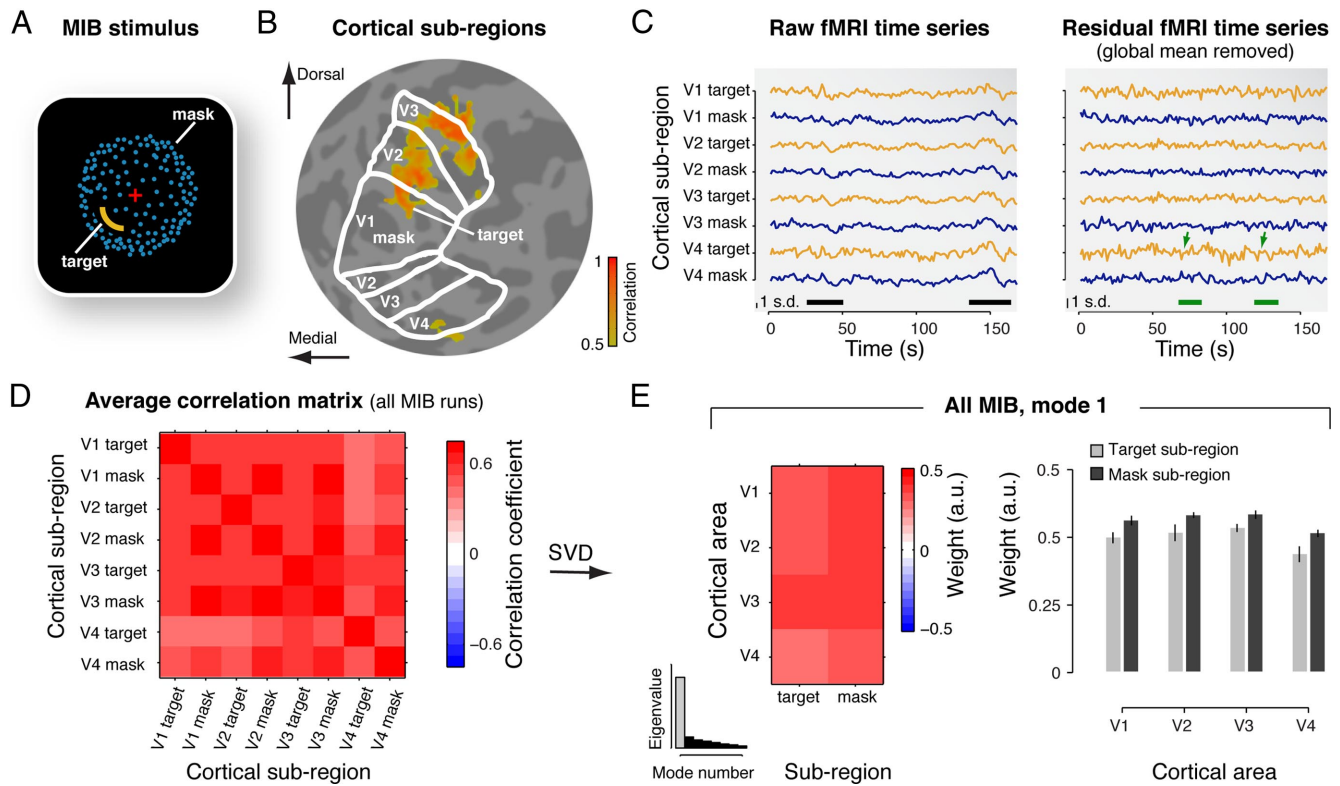 A
MIB stimulus
mask
target
B
Cortical sub-regions
Dorsal
V3
V2
V1
mask
target
V2
V3
V4
Medial
1
Correlation
0.5
C
Raw fMRI time series
Residual fMRI time series
(global mean removed)
Cortical sub-region
V1 target
V1 mask
V2 target
V2 mask
V3 target
V3 mask
V4 target
V4 mask
1 s.d.
0 50 100 150
Time (s)
1 s.d.
0 50 100 150
Time (s)
D
Average correlation matrix (all MIB runs)
Cortical sub-region
V1 target
V1 mask
V2 target
V2 mask
V3 target
V3 mask
V4 target
V4 mask
V1 target
V1 mask
V2 target
V2 mask
V3 target
V3 mask
V4 target
V4 mask
Cortical sub-region
0.6
0
−0.6
Correlation coefficient
SVD
E
All MIB, mode 1
Cortical area
V1
V2
V3
V4
target mask
Sub-region
0.5
0
−0.5
Weight (a.u.)
Eigenvalue
Mode number
Target sub-region
Mask sub-region
Weight (a.u.)
0.5
0.5
0.25
0
V1 V2 V3 V4
Cortical area